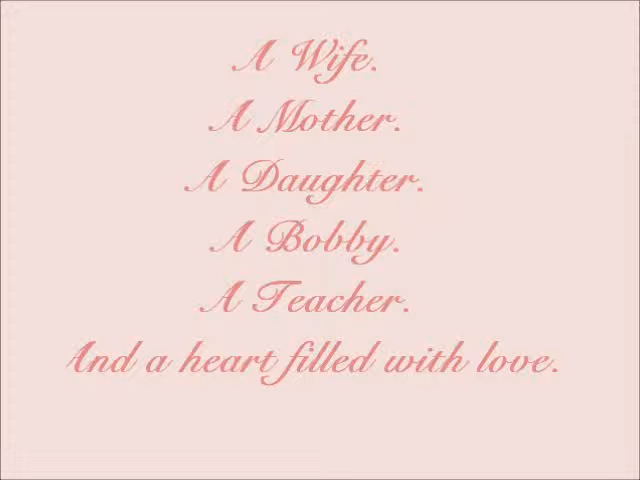 A Wife.
A Mother.
A Daughter.
A Bobby.
A Teacher.
And a heart filled with love.